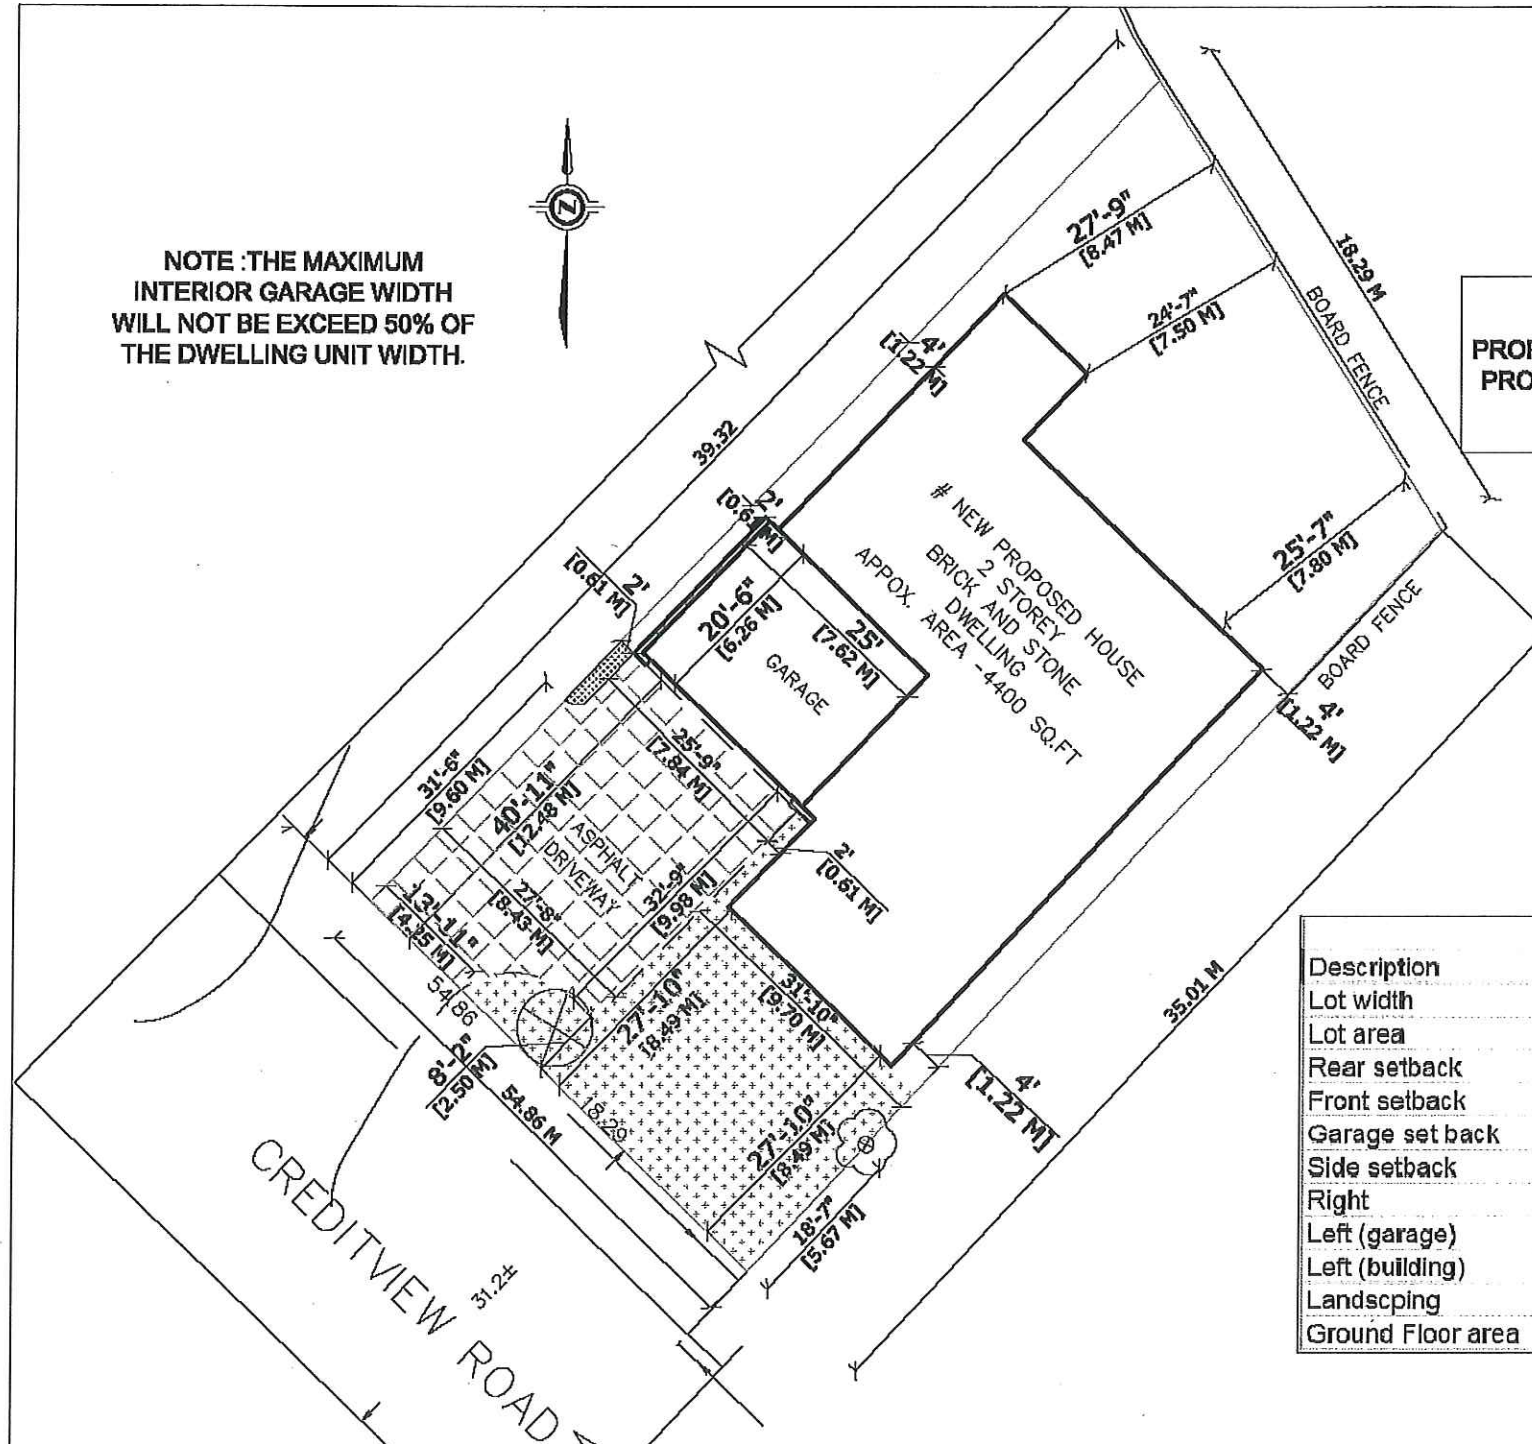 NOTE :THE MAXIMUM
INTERIOR GARAGE WIDTH
WILL NOT BE EXCEED 50% OF
THE DWELLING UNIT WIDTH.
N
18.29 M
27'-9"
[8.47 M]
24'-7"
[7.50 M]
BOARD FENCE
PRO
PRO
4'
[1.22 M]
39.32
2'
[0.61 M]
2'
[0.61 M]
# NEW PROPOSED HOUSE
2 STOREY
BRICK AND STONE
DWELLING
APPOX. AREA -4400 SQ.FT
25'-7"
[7.80 M]
BOARD FENCE
20'-6"
[6.26 M]
25'
[7.62 M]
GARAGE
4'
[1.22 M]
31'-6"
[9.60 M]
40'-11"
[12.48 M]
25'-9"
[7.84 M]
ASPHALT
DRIVEWAY
27'-8"
[8.43 M]
32'-9"
[9.98 M]
2'
[0.61 M]
13'-11"
[4.25 M]
54.86
27'-10"
[8.49 M]
31'-10"
[9.70 M]
35.01 M
8'-2"
[2.50 M]
54.86 M
18.29
27'-10"
[8.49 M]
4'
[1.22 M]
18'-7"
[5.67 M]
CREDITVIEW ROAD
31.2±
Description
Lot width
Lot area
Rear setback
Front setback
Garage set back
Side setback
Right
Left (garage)
Left (building)
Landscping
Ground Floor area